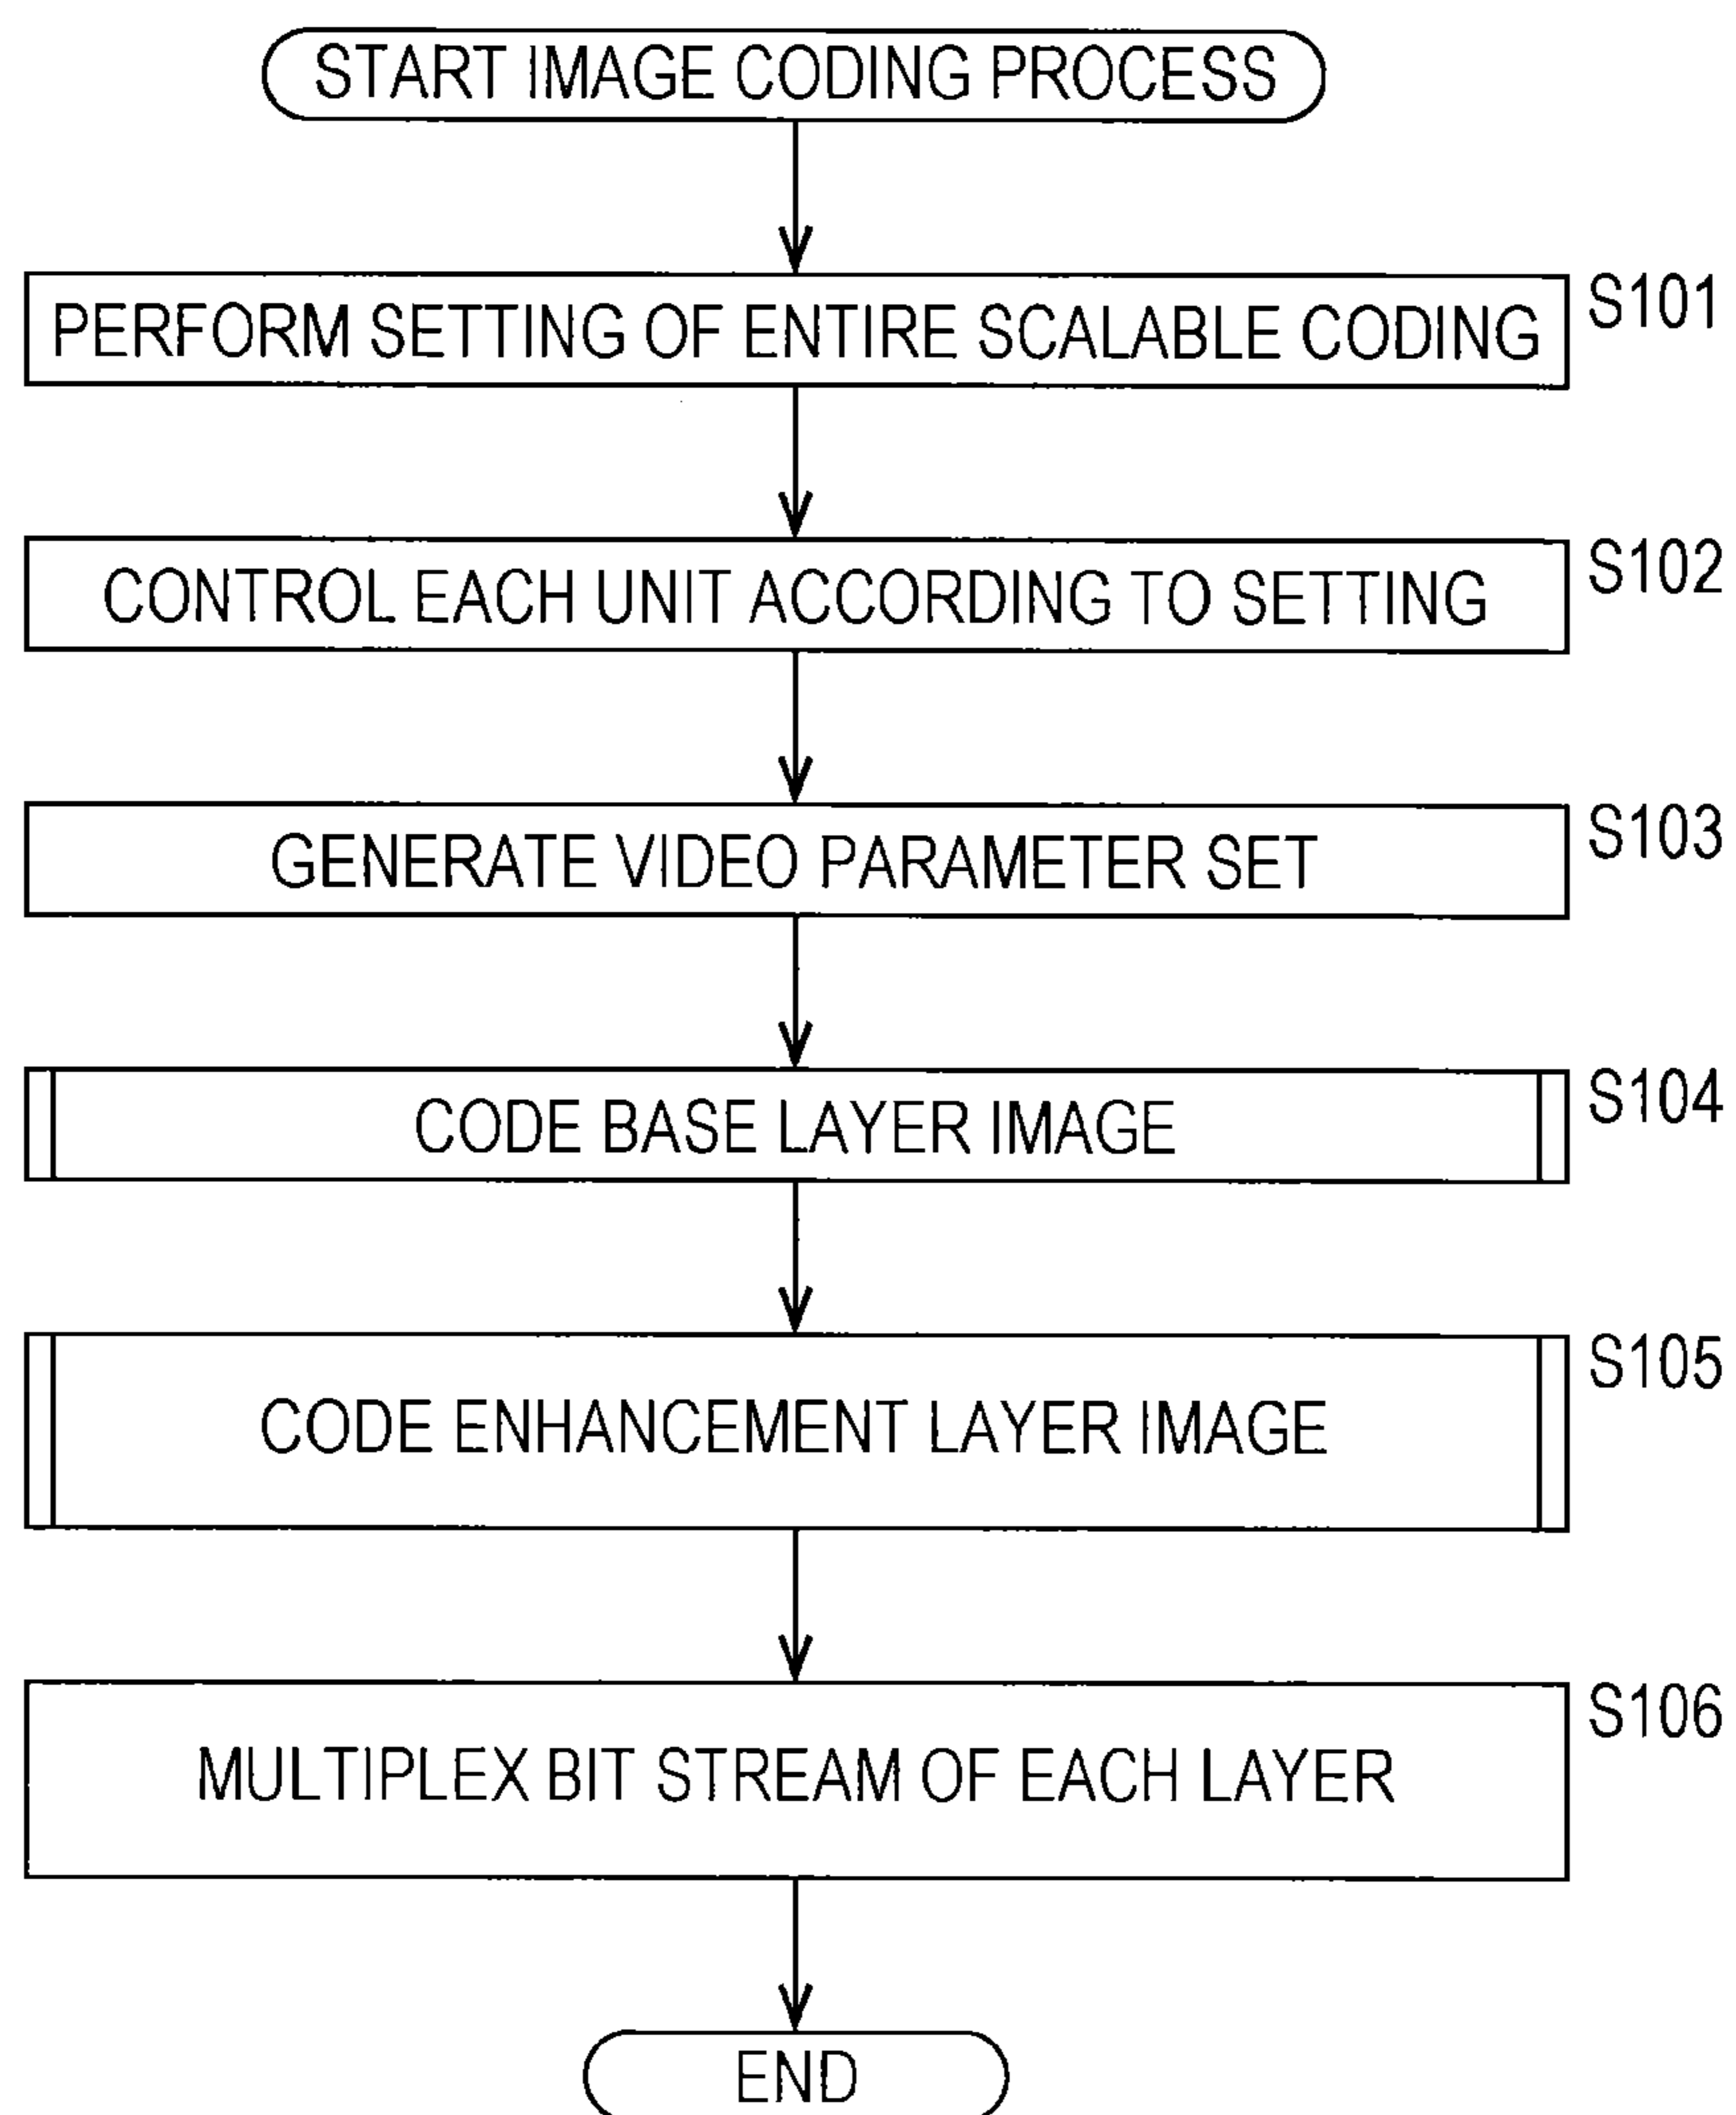 START IMAGE CODING PROCESS
PERFORM SETTING OF ENTIRE SCALABLE CODING
S101
CONTROL EACH UNIT ACCORDING TO SETTING
S102
GENERATE VIDEO PARAMETER SET
S103
CODE BASE LAYER IMAGE
S104
CODE ENHANCEMENT LAYER IMAGE
S105
MULTIPLEX BIT STREAM OF EACH LAYER
S106
END